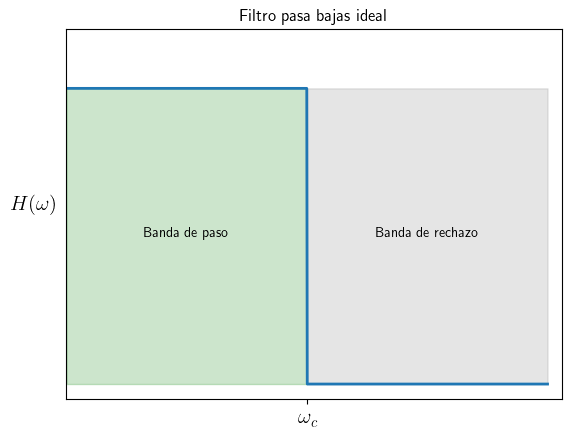 Filtro pasa bajas ideal
H(ω)
Banda de paso
Banda de rechazo
ω_c